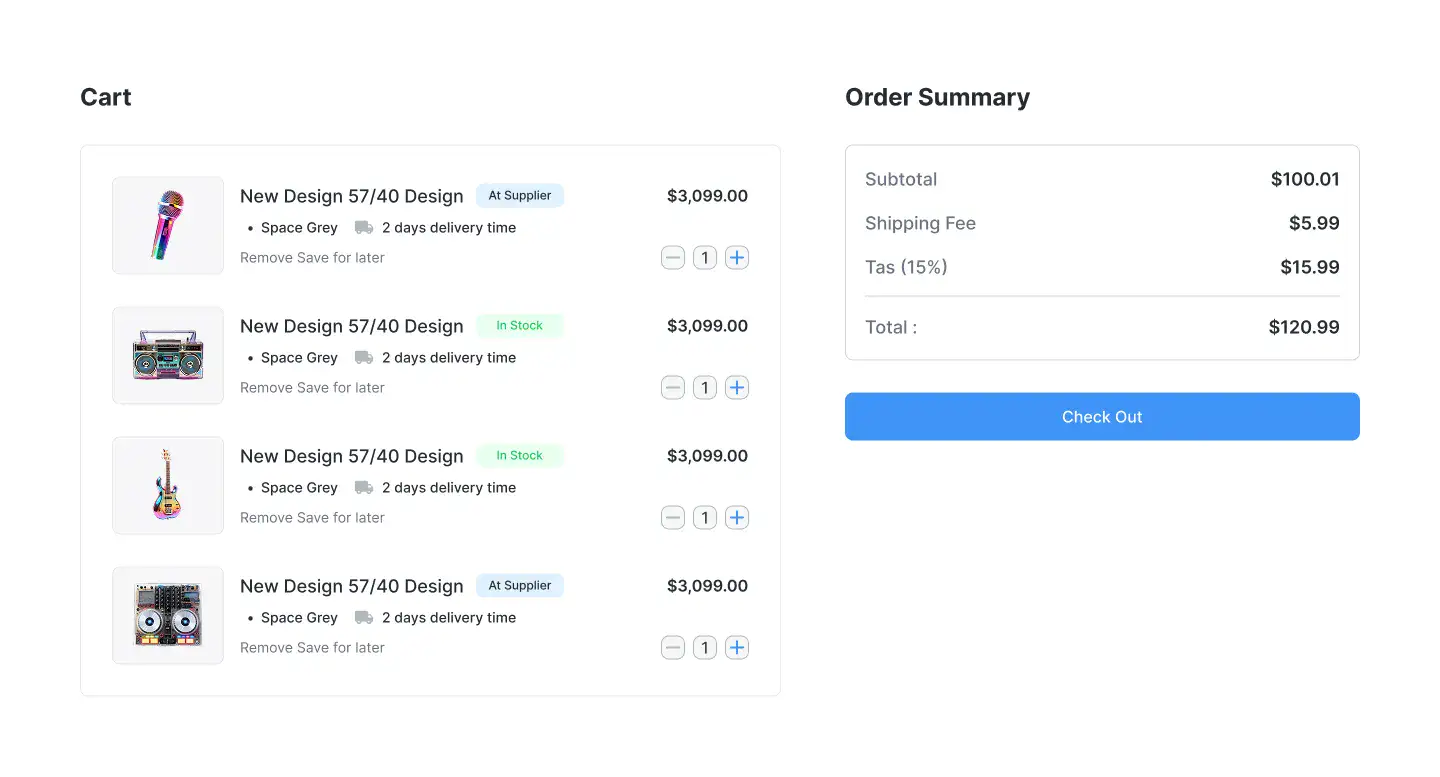 Cart
New Design 57/40 Design At Supplier $3,099.00
• Space Grey 2 days delivery time
Remove Save for later 1
New Design 57/40 Design In Stock $3,099.00
• Space Grey 2 days delivery time
Remove Save for later 1
New Design 57/40 Design In Stock $3,099.00
• Space Grey 2 days delivery time
Remove Save for later 1
New Design 57/40 Design At Supplier $3,099.00
• Space Grey 2 days delivery time
Remove Save for later 1
Order Summary
Subtotal $100.01
Shipping Fee $5.99
Tas (15%) $15.99
Total : $120.99
Check Out